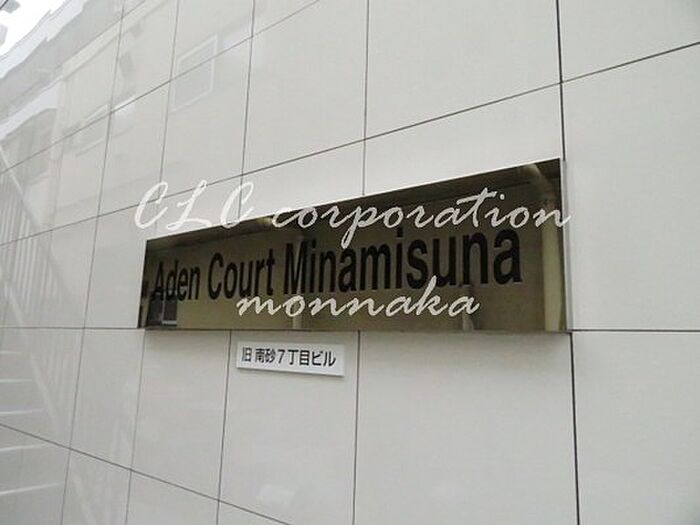 CLC corporation
Aden Court Minamisuna
monnaka
旧 南砂7丁目ビル